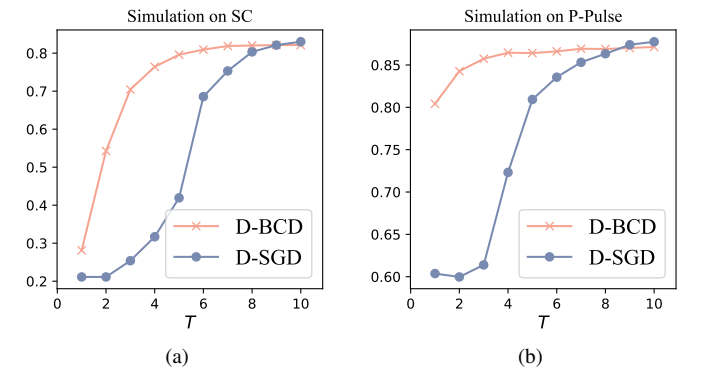 Simulation on SC
0.8
0.7
0.6
0.5
0.4
0.3
0.2
D-BCD
D-SGD
0 2 4 6 8 10
T
(a)
Simulation on P-Pulse
0.85
0.80
0.75
0.70
0.65
0.60
D-BCD
D-SGD
0 2 4 6 8 10
T
(b)